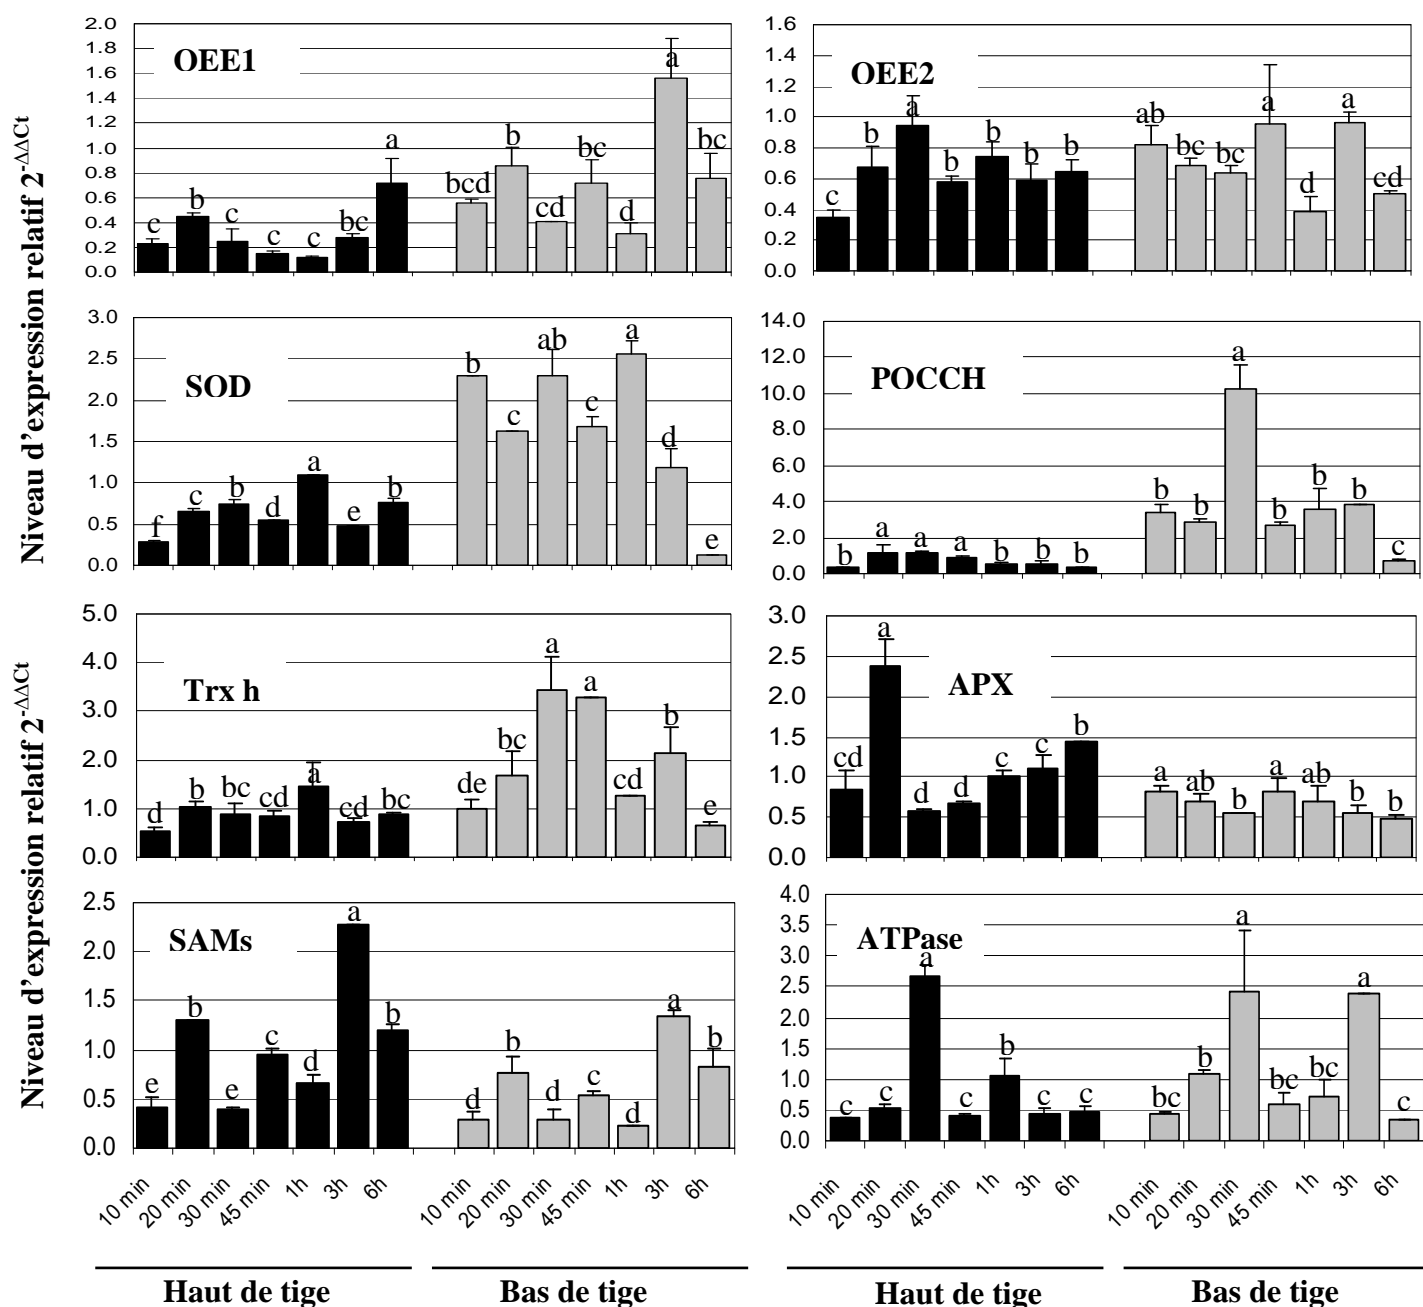 Niveau d'expression relatif 2^-ΔΔCt
OEE1
2.0
1.8
1.6
1.4
1.2
1.0
0.8
0.6
0.4
0.2
0.0
c b c c c bc a
bcd b cd bc d a bc
OEE2
1.6
1.4
1.2
1.0
0.8
0.6
0.4
0.2
0.0
c b a b b b b
ab bc bc a d a cd
SOD
3.0
2.5
2.0
1.5
1.0
0.5
0.0
f c b d a e b
b c ab c a d e
POCCH
14.0
12.0
10.0
8.0
6.0
4.0
2.0
0.0
b a a a b b b
b b a b b b c
Niveau d'expression relatif 2^-ΔΔCt
Trx h
5.0
4.0
3.0
2.0
1.0
0.0
d b bc cd a cd bc
de bc a a cd b e
APX
3.0
2.5
2.0
1.5
1.0
0.5
0.0
cd a d d c c b
a ab b a ab b b
SAMs
2.5
2.0
1.5
1.0
0.5
0.0
e b e c d a b
d b d c d a b
ATPase
4.0
3.5
3.0
2.5
2.0
1.5
1.0
0.5
0.0
c c a c b c c
bc b a bc bc a c
10 min 20 min 30 min 45 min 1h 3h 6h
10 min 20 min 30 min 45 min 1h 3h 6h
10 min 20 min 30 min 45 min 1h 3h 6h
10 min 20 min 30 min 45 min 1h 3h 6h
Haut de tige
Bas de tige
Haut de tige
Bas de tige